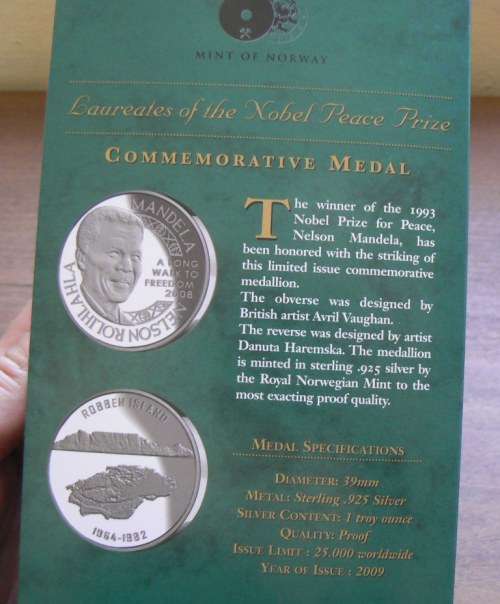 MINT OF NORWAY
Laureates of the Nobel Peace Prize
COMMEMORATIVE MEDAL
NELSON ROLIHLAHLA MANDELA
A LONG
WALK TO
FREEDOM
2008
The winner of the 1993
Nobel Prize for Peace,
Nelson Mandela, has
been honored with the striking of
this limited issue commemorative
medallion.
The obverse was designed by
British artist Avril Vaughan.
The reverse was designed by artist
Danuta Haremska. The medallion
is minted in sterling .925 silver by
the Royal Norwegian Mint to the
most exacting proof quality.
ROBBEN ISLAND
1964-1982
MEDAL SPECIFICATIONS
DIAMETER: 39mm
METAL: Sterling .925 Silver
SILVER CONTENT: 1 troy ounce
QUALITY: Proof
ISSUE LIMIT : 25.000 worldwide
YEAR OF ISSUE : 2009